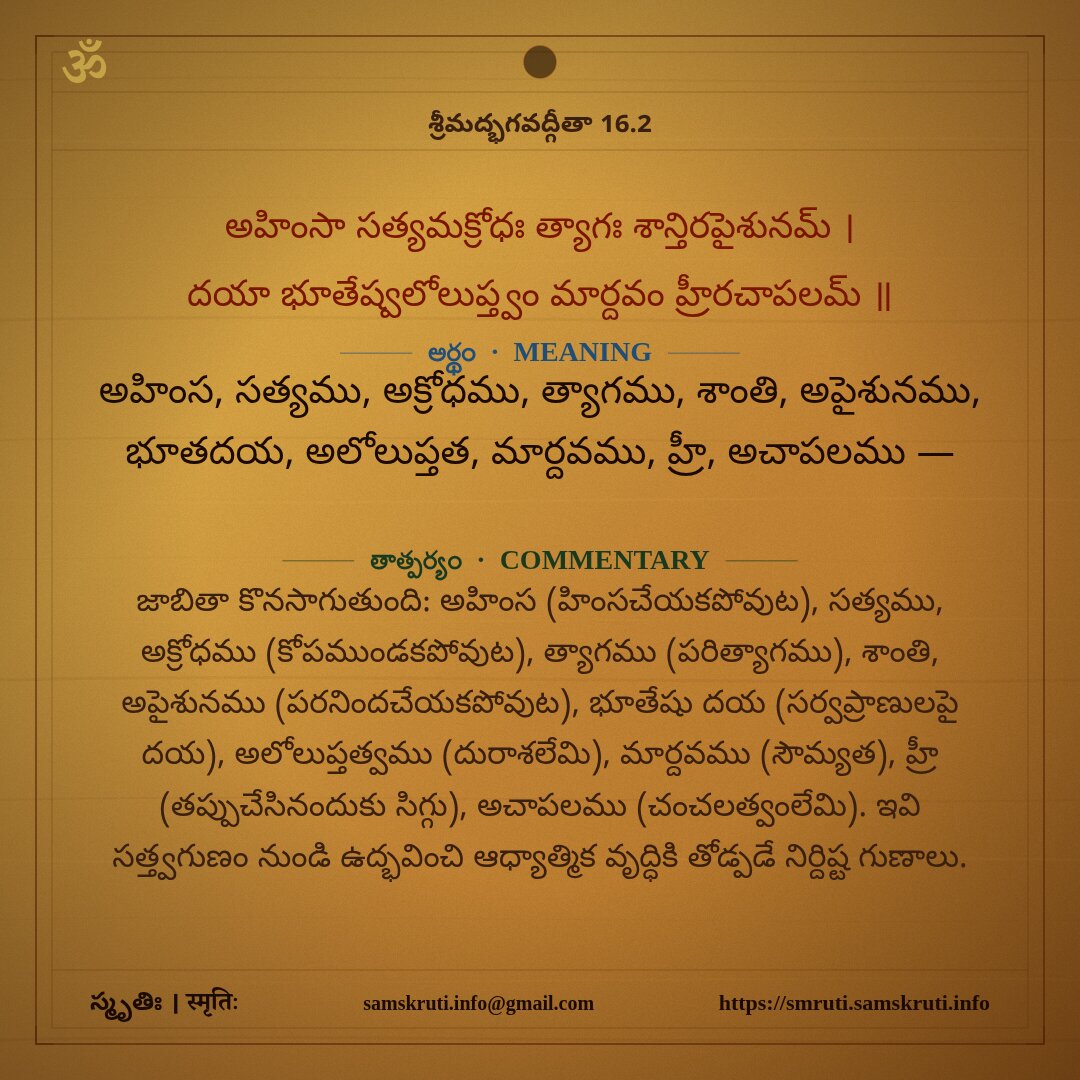 ॐ
శ్రీమద్భగవద్గీతా 16.2
అహింసా సత్యమక్రోధః త్యాగః శాన్తిరపైశునమ్ |
దయా భూతేష్వలోలుప్త్వం మార్దవం హ్రీరచాపలమ్ ||
అర్థం · MEANING
అహింస, సత్యము, అక్రోధము, త్యాగము, శాంతి, అపైశునము,
భూతదయ, అలోలుప్తత, మార్దవము, హ్రీ, అచాపలము —
తాత్పర్యం · COMMENTARY
జాబితా కొనసాగుతుంది: అహింస (హింసచేయకపోవుట), సత్యము,
అక్రోధము (కోపముండకపోవుట), త్యాగము (పరిత్యాగము), శాంతి,
అపైశునము (పరనిందచేయకపోవుట), భూతేషు దయ (సర్వప్రాణులపై
దయ), అలోలుప్తత్వము (దురాశలేమి), మార్దవము (సౌమ్యత), హ్రీ
(తప్పుచేసినందుకు సిగ్గు), అచాపలము (చంచలత్వంలేమి). ఇవి
సత్త్వగుణం నుండి ఉద్భవించి ఆధ్యాత్మిక వృద్ధికి తోడ్పడే నిర్దిష్ట గుణాలు.
స్మృతిః | स्मृतिः samskruti.info@gmail.com https://smruti.samskruti.info